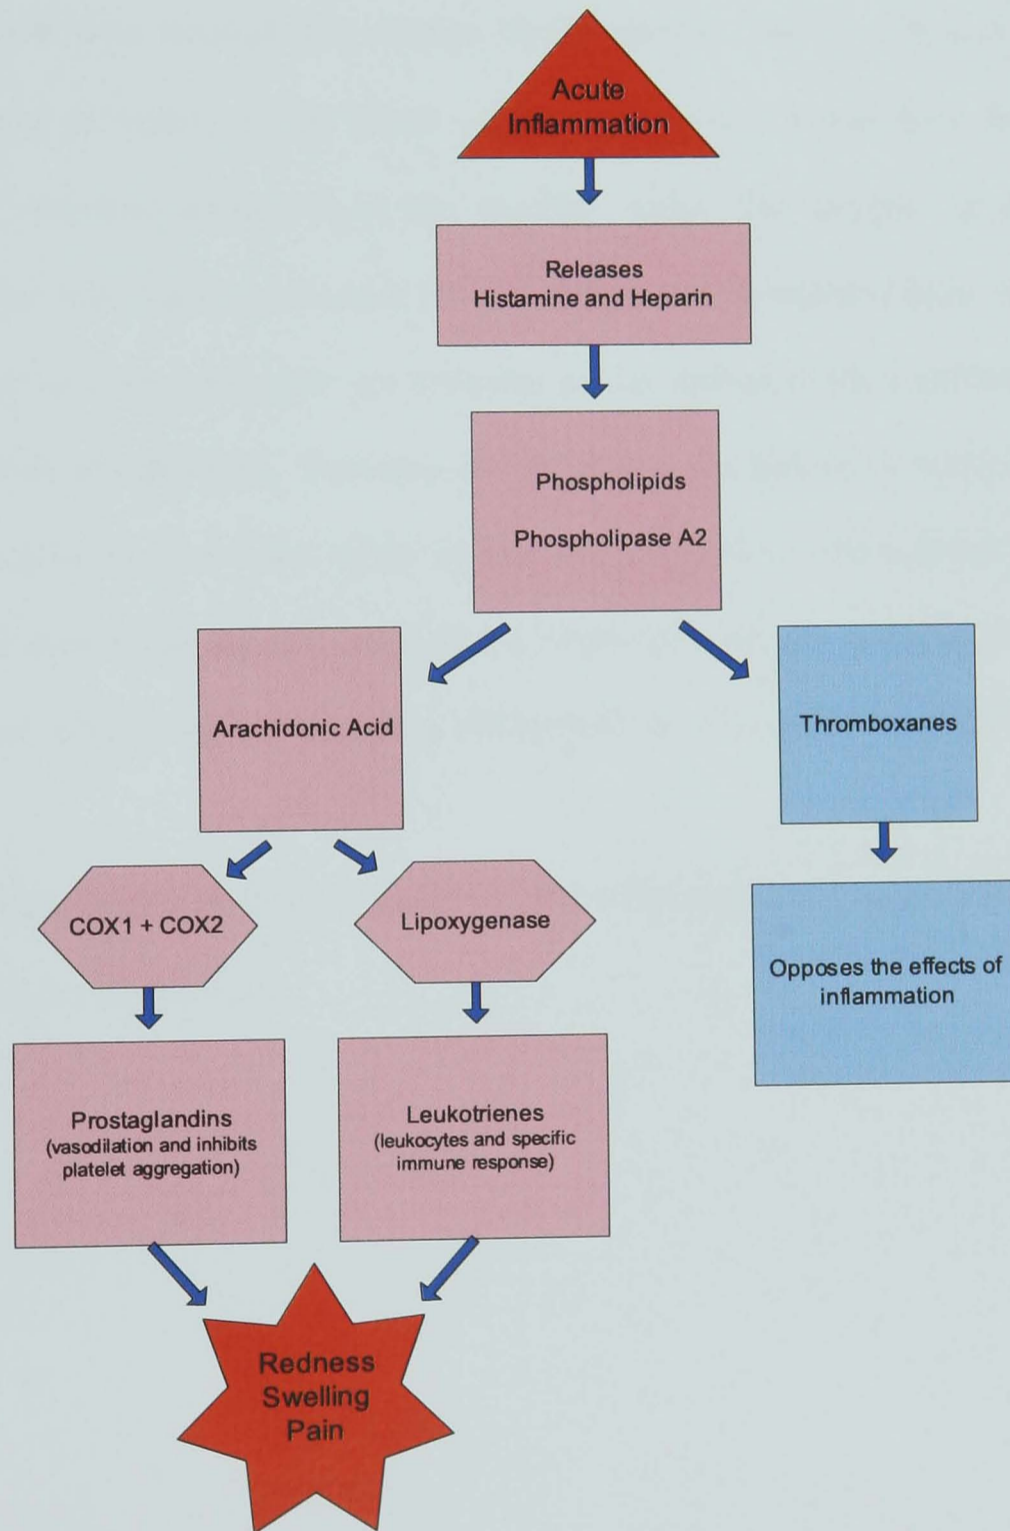 Acute
Inflammation
Releases
Histamine and Heparin
Phospholipids
Phospholipase A2
Arachidonic Acid
Thromboxanes
COX1 + COX2
Lipoxygenase
Opposes the effects of
inflammation
Prostaglandins
(vasodilation and inhibits
platelet aggregation)
Leukotrienes
(leukocytes and specific
immune response)
Redness
Swelling
Pain